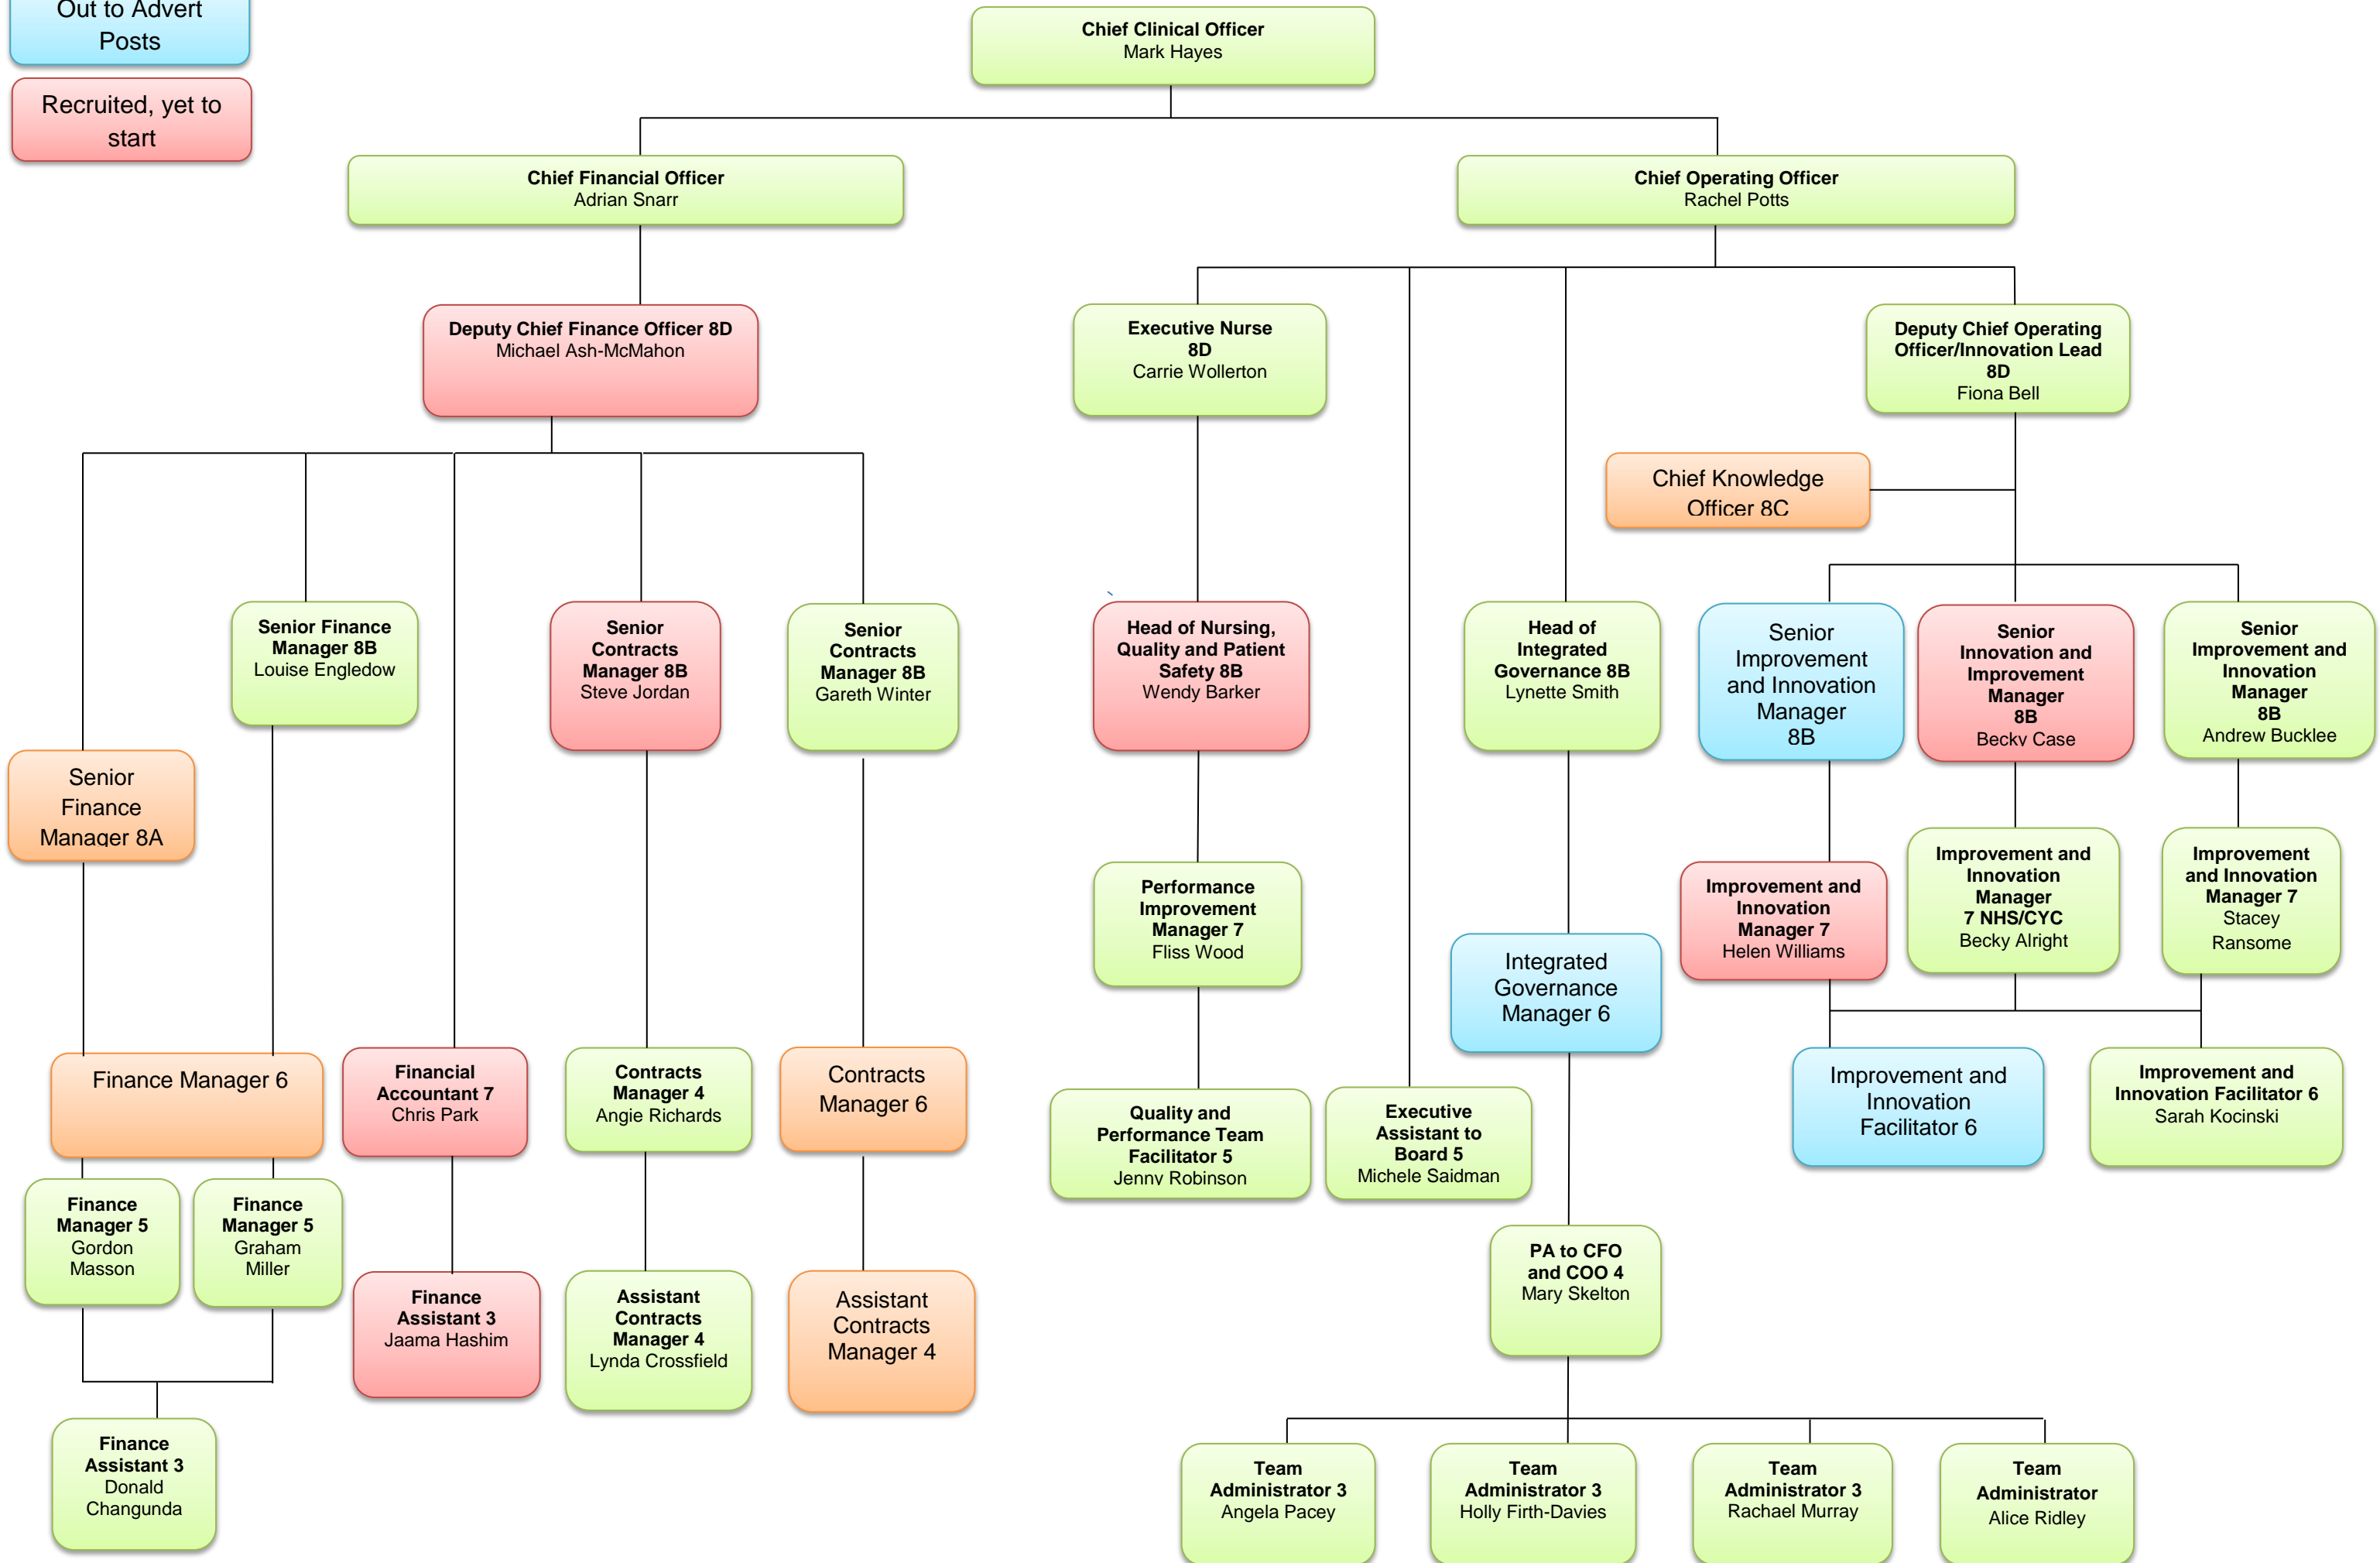 Out to Advert
Posts
Recruited, yet to
start
Chief Clinical Officer
Mark Hayes
Chief Financial Officer
Adrian Snarr
Chief Operating Officer
Rachel Potts
Deputy Chief Finance Officer 8D
Michael Ash-McMahon
Executive Nurse
8D
Carrie Wollerton
Deputy Chief Operating
Officer/Innovation Lead
8D
Fiona Bell
Chief Knowledge
Officer 8C
Senior Finance
Manager 8B
Louise Engledow
Senior
Contracts
Manager 8B
Steve Jordan
Senior
Contracts
Manager 8B
Gareth Winter
Head of Nursing,
Quality and Patient
Safety 8B
Wendy Barker
Head of
Integrated
Governance 8B
Lynette Smith
Senior
Improvement
and Innovation
Manager
8B
Senior
Innovation and
Improvement
Manager
8B
Becky Case
Senior
Improvement and
Innovation
Manager
8B
Andrew Bucklee
Senior
Finance
Manager 8A
Performance
Improvement
Manager 7
Fliss Wood
Improvement and
Innovation
Manager 7
Helen Williams
Improvement and
Innovation
Manager
7 NHS/CYC
Becky Alright
Improvement
and Innovation
Manager 7
Stacey
Ransome
Integrated
Governance
Manager 6
Finance Manager 6
Financial
Accountant 7
Chris Park
Contracts
Manager 4
Angie Richards
Contracts
Manager 6
Quality and
Performance Team
Facilitator 5
Jenny Robinson
Executive
Assistant to
Board 5
Michele Saidman
Improvement and
Innovation
Facilitator 6
Improvement and
Innovation Facilitator 6
Sarah Kocinski
Finance
Manager 5
Gordon
Masson
Finance
Manager 5
Graham
Miller
Finance
Assistant 3
Jaama Hashim
Assistant
Contracts
Manager 4
Lynda Crossfield
Assistant
Contracts
Manager 4
PA to CFO
and COO 4
Mary Skelton
Finance
Assistant 3
Donald
Changunda
Team
Administrator 3
Angela Pacey
Team
Administrator 3
Holly Firth-Davies
Team
Administrator 3
Rachael Murray
Team
Administrator
Alice Ridley